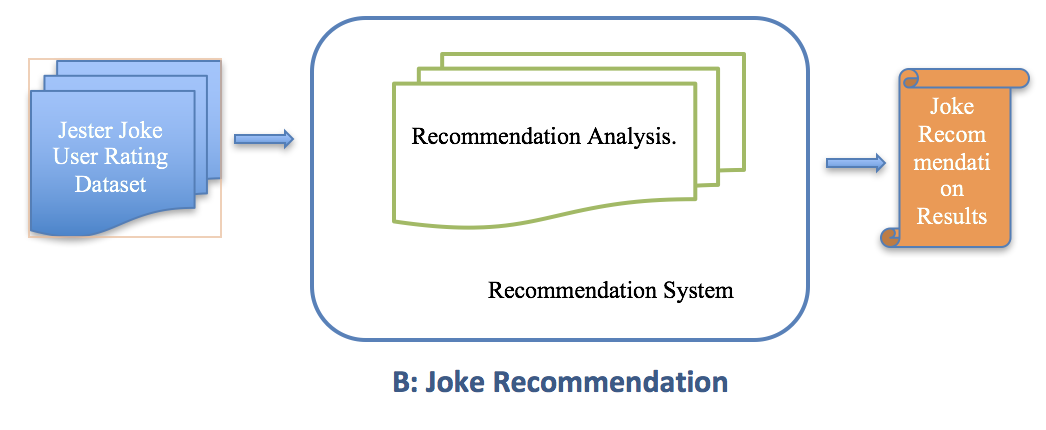 Jester Joke
User Rating
Dataset
Recommendation Analysis.
Recommendation System
Joke
Recom
mendati
on
Results
B: Joke Recommendation